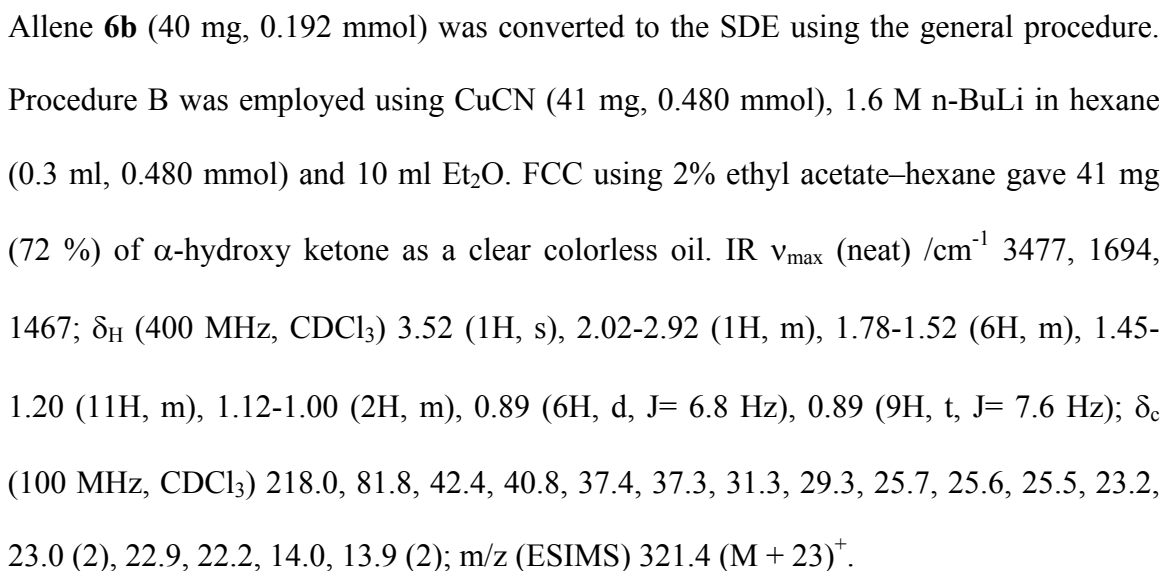 Allene 6b (40 mg, 0.192 mmol) was converted to the SDE using the general procedure.
Procedure B was employed using CuCN (41 mg, 0.480 mmol), 1.6 M n-BuLi in hexane
(0.3 ml, 0.480 mmol) and 10 ml Et₂O. FCC using 2% ethyl acetate–hexane gave 41 mg
(72 %) of α-hydroxy ketone as a clear colorless oil. IR νmax (neat) /cm⁻¹ 3477, 1694,
1467; δH (400 MHz, CDCl₃) 3.52 (1H, s), 2.02-2.92 (1H, m), 1.78-1.52 (6H, m), 1.45-
1.20 (11H, m), 1.12-1.00 (2H, m), 0.89 (6H, d, J= 6.8 Hz), 0.89 (9H, t, J= 7.6 Hz); δc
(100 MHz, CDCl₃) 218.0, 81.8, 42.4, 40.8, 37.4, 37.3, 31.3, 29.3, 25.7, 25.6, 25.5, 23.2,
23.0 (2), 22.9, 22.2, 14.0, 13.9 (2); m/z (ESIMS) 321.4 (M + 23)⁺.